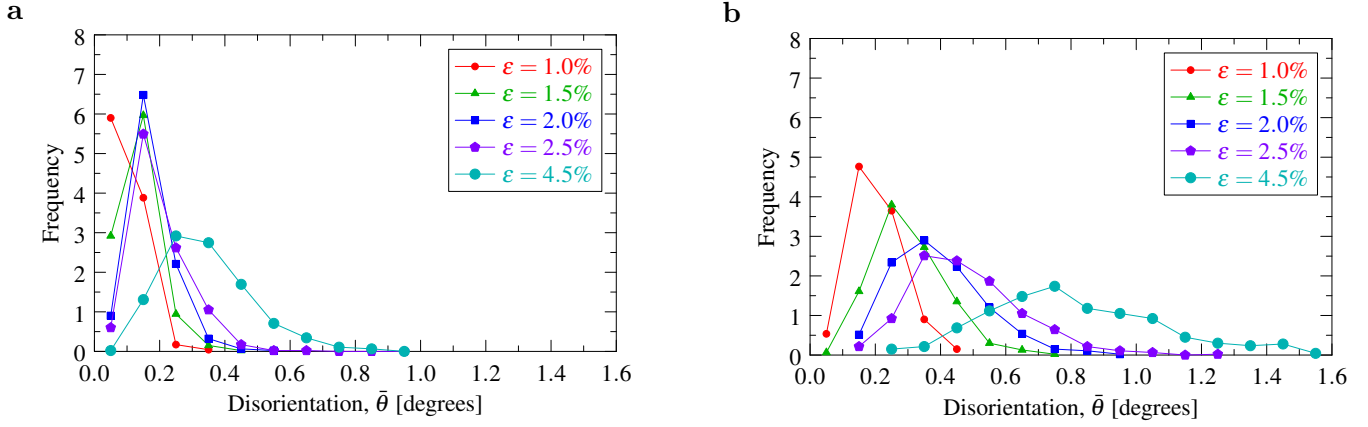 a
8
7
6
5
4
3
2
1
0
Frequency
0.0 0.2 0.4 0.6 0.8 1.0 1.2 1.4 1.6
Disorientation, θ̄ [degrees]
ε = 1.0%
ε = 1.5%
ε = 2.0%
ε = 2.5%
ε = 4.5%
b
8
7
6
5
4
3
2
1
0
Frequency
0.0 0.2 0.4 0.6 0.8 1.0 1.2 1.4 1.6
Disorientation, θ̄ [degrees]
ε = 1.0%
ε = 1.5%
ε = 2.0%
ε = 2.5%
ε = 4.5%